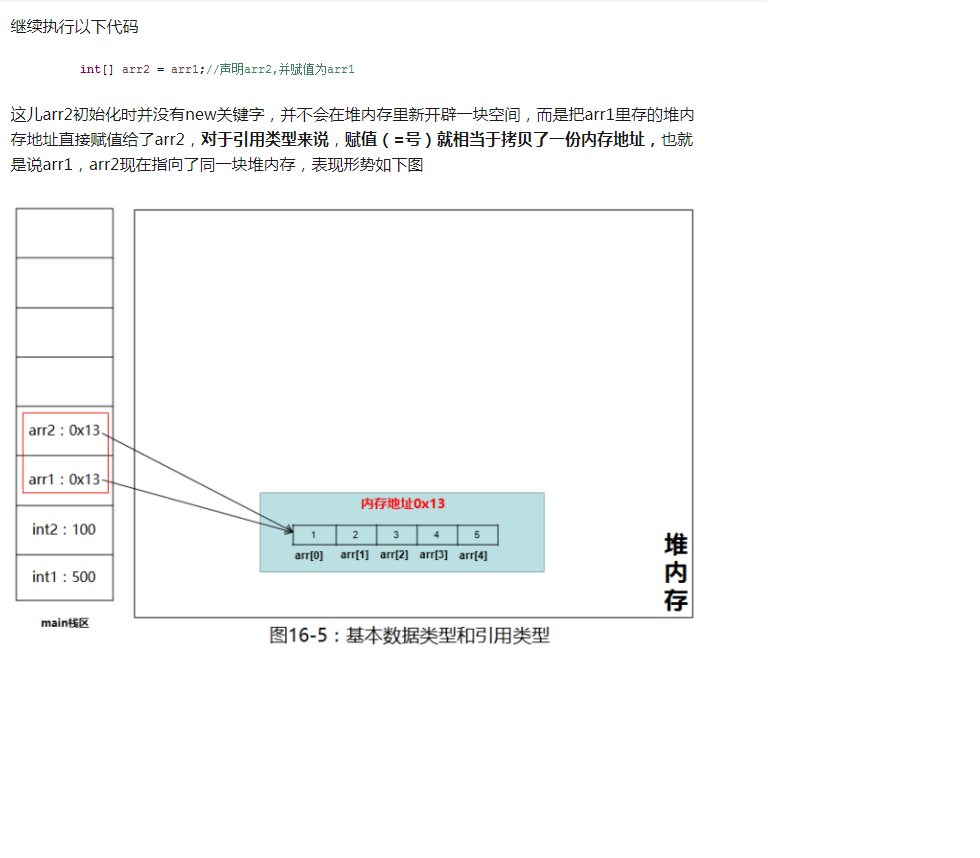 继续执行以下代码
int[] arr2 = arr1;//声明arr2,并赋值为arr1
这儿arr2初始化时并没有new关键字，并不会在堆内存里新开辟一块空间，而是把arr1里存的堆内
存地址直接赋值给了arr2，对于引用类型来说，赋值（=号）就相当于拷贝了一份内存地址，也就
是说arr1，arr2现在指向了同一块堆内存，表现形势如下图
arr2：0x13
arr1：0x13
int2：100
int1：500
main栈区
内存地址0x13
1 2 3 4 5
arr[0] arr[1] arr[2] arr[3] arr[4]
堆
内
存
图16-5：基本数据类型和引用类型